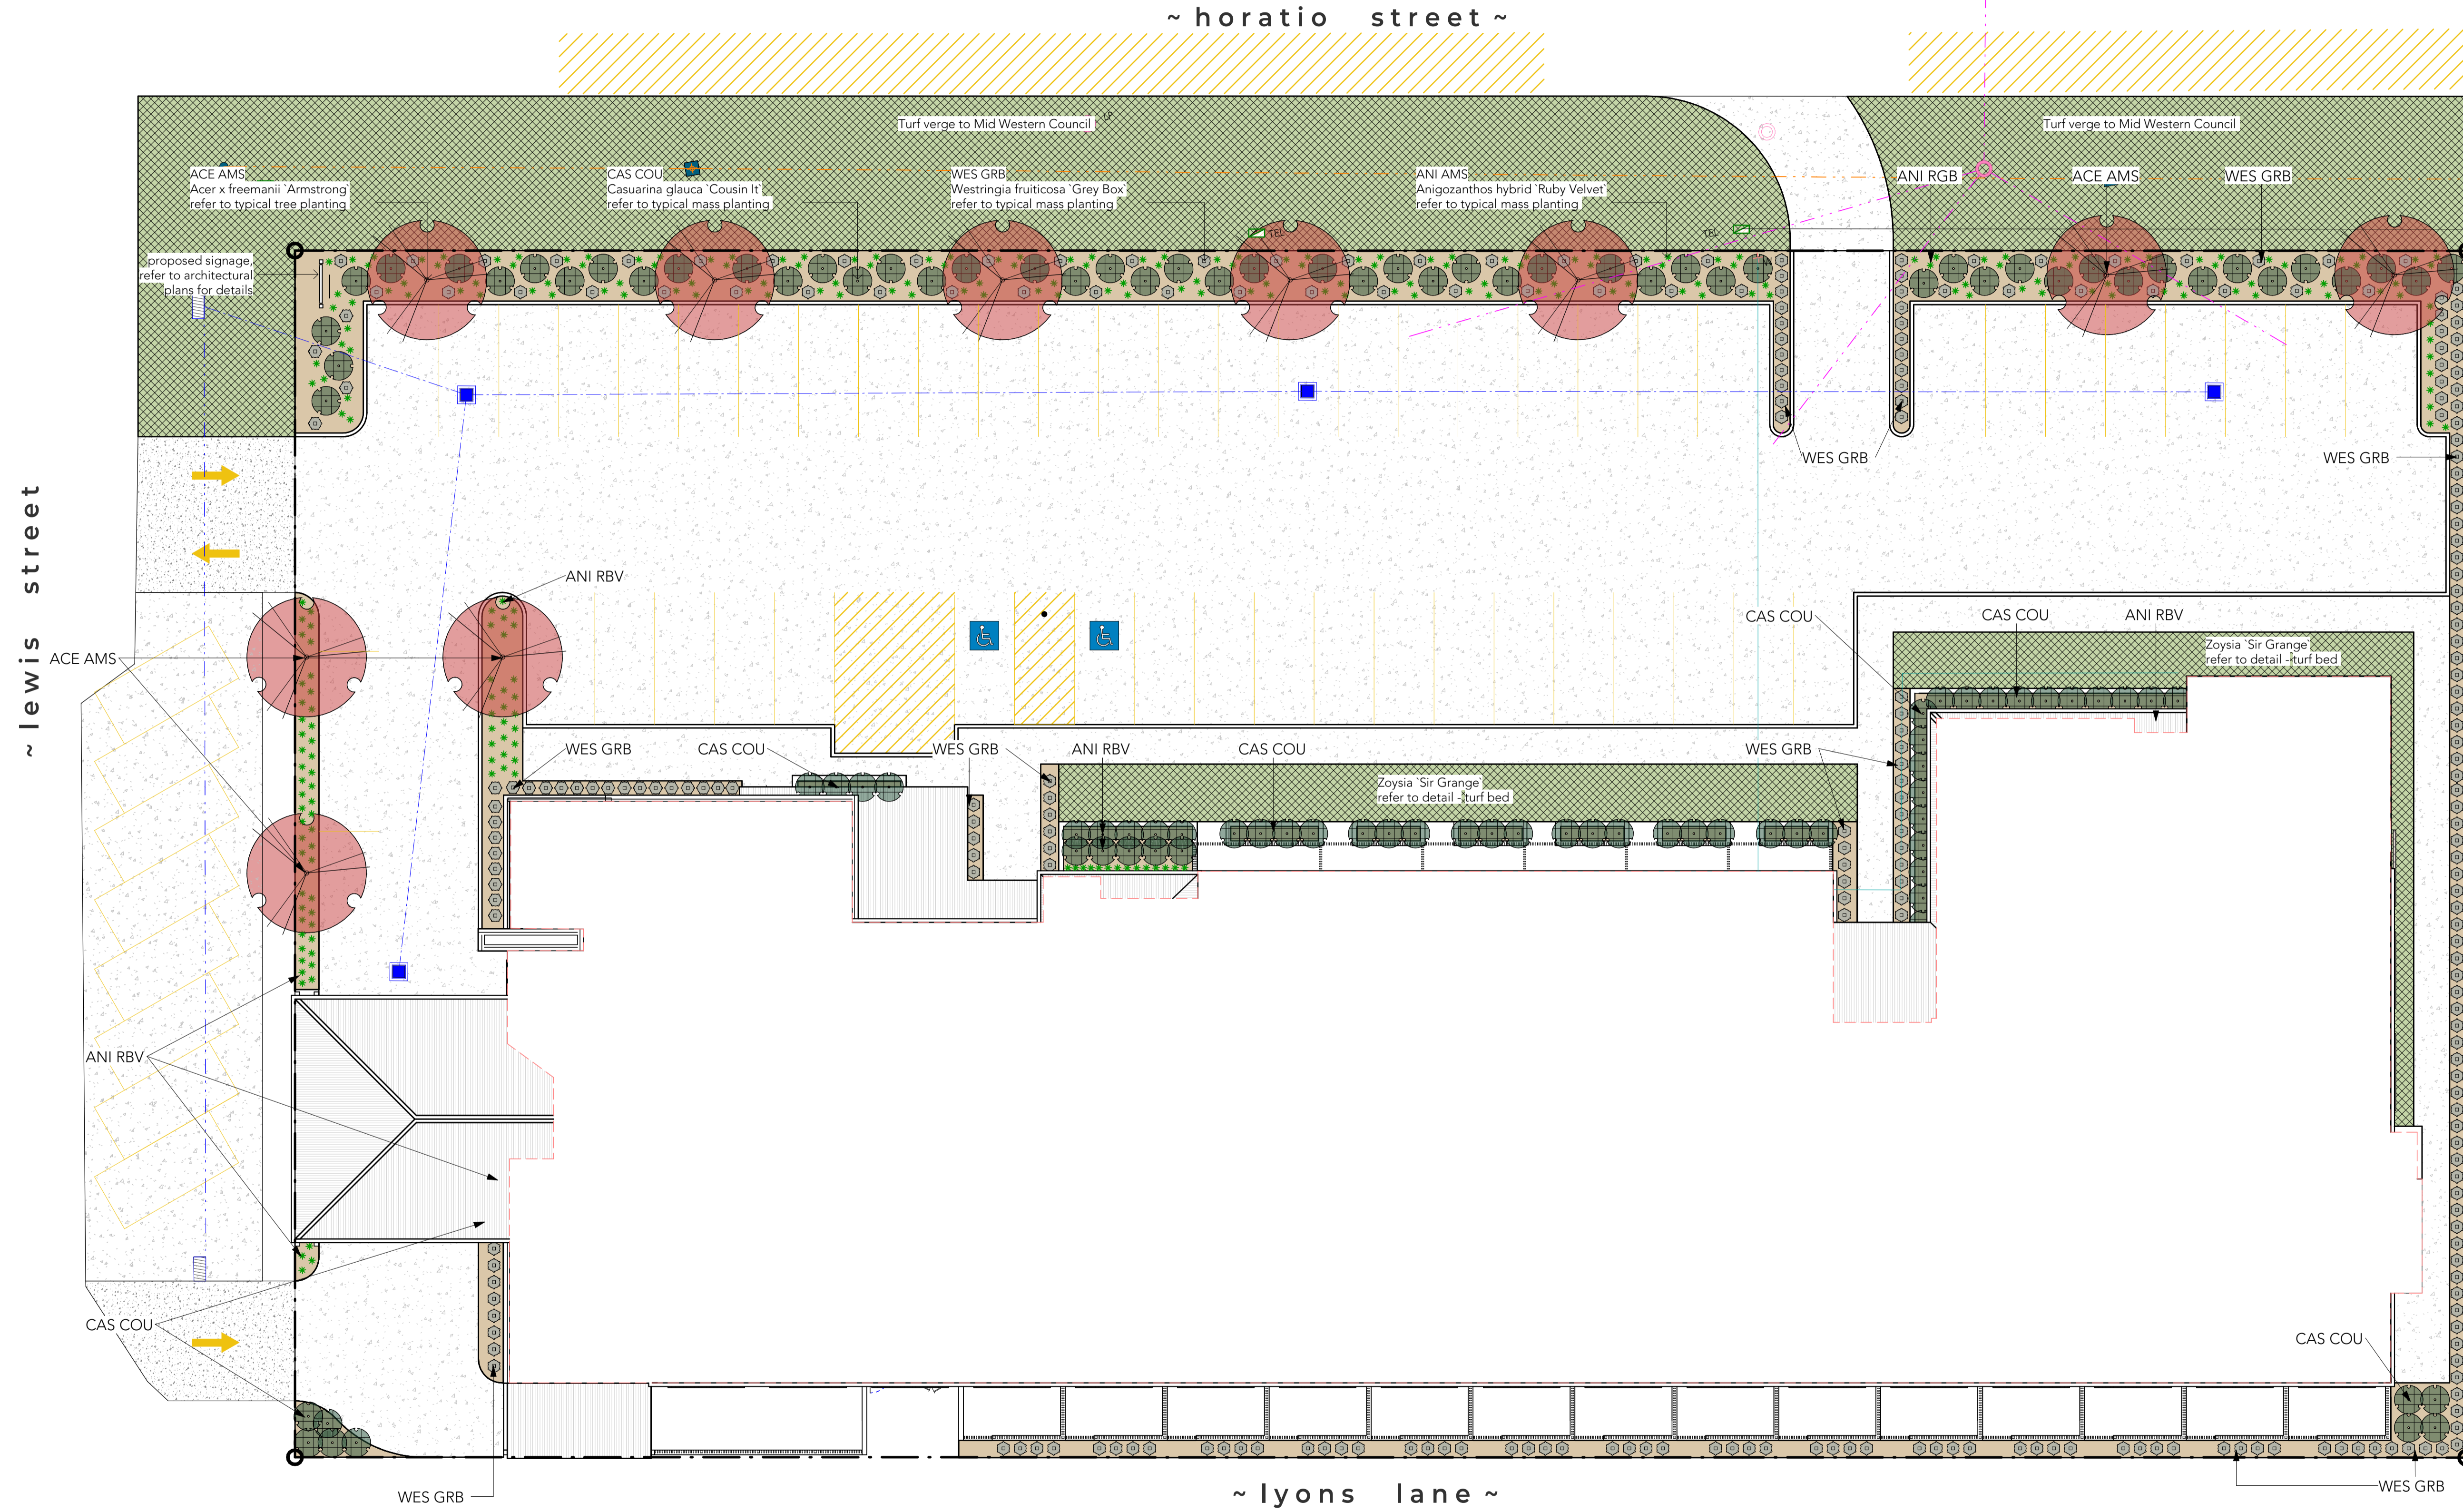 ~ horatio street ~
Turf verge to Mid Western Council
LP
Turf verge to Mid Western Council
ACE AMS
Acer x freemanii `Armstrong`
refer to typical tree planting
CAS COU
Casuarina glauca `Cousin It`
refer to typical mass planting
WES GRB
Westringia fruiticosa `Grey Box`
refer to typical mass planting
ANI AMS
Anigozanthos hybrid `Ruby Velvet`
refer to typical mass planting
ANI RGB
ACE AMS
WES GRB
TEL
TEL
proposed signage,
refer to architectural
plans for details
WES GRB
WES GRB
~ lewis street ~
ANI RBV
ACE AMS
CAS COU
CAS COU
ANI RBV
Zoysia `Sir Grange`
refer to detail - turf bed
WES GRB
CAS COU
WES GRB
ANI RBV
CAS COU
WES GRB
Zoysia `Sir Grange`
refer to detail - turf bed
ANI RBV
CAS COU
CAS COU
WES GRB
WES GRB
~ lyons lane ~